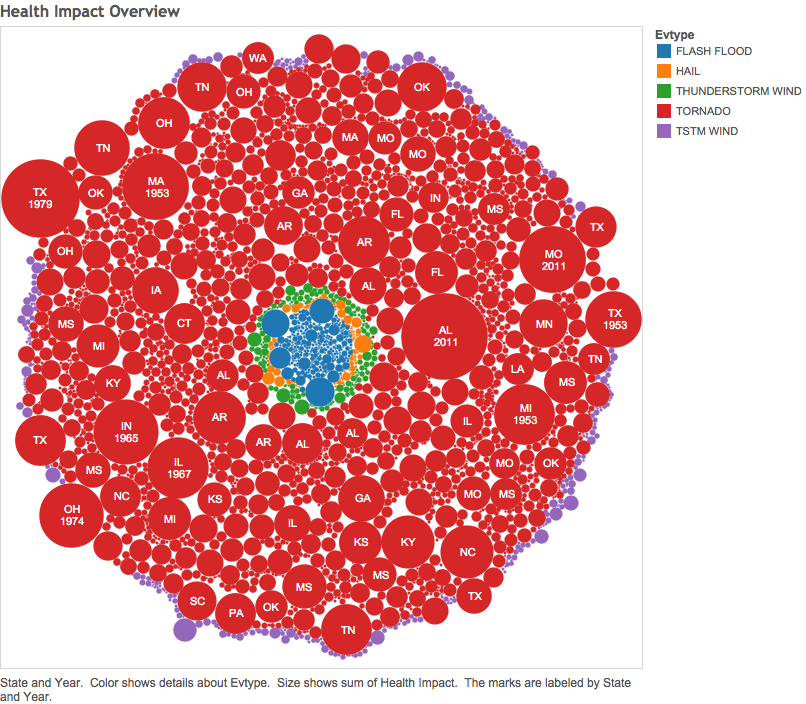 Health Impact Overview
Evtype
FLASH FLOOD
HAIL
THUNDERSTORM WIND
TORNADO
TSTM WIND
WA
TN
OH
OK
OH
MA
MO
MO
TN
MA
1953
OK
TX
1979
GA
IN
MS
FL
AR
TX
AR
OH
MO
2011
FL
IA
AL
TX
1953
MS
CT
MN
AL
2011
MI
TN
LA
AL
KY
MS
MI
1953
AR
IN
1965
IL
AL
TX
AR
AL
IL
1967
MO
OK
MS
NC
KS
GA
MO
MS
OH
1974
MI
IL
KS
KY
NC
MS
MS
TX
SC
OK
PA
TN
State and Year.  Color shows details about Evtype.  Size shows sum of Health Impact.  The marks are labeled by State
and Year.